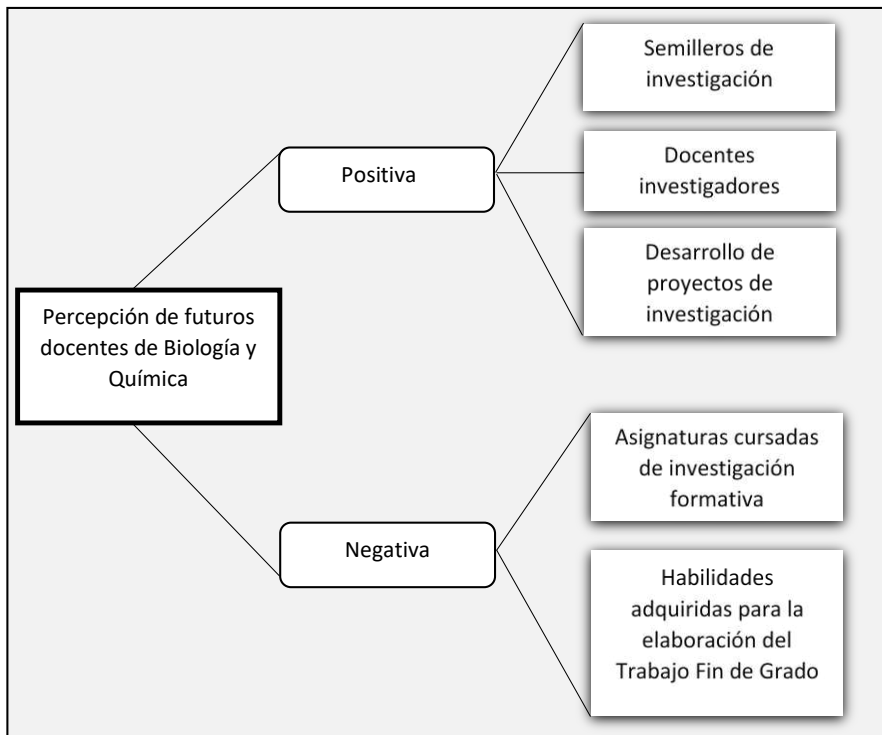 Percepción de futuros
docentes de Biología y
Química
Positiva
Semilleros de
investigación
Docentes
investigadores
Desarrollo de
proyectos de
investigación
Negativa
Asignaturas cursadas
de investigación
formativa
Habilidades
adquiridas para la
elaboración del
Trabajo Fin de Grado